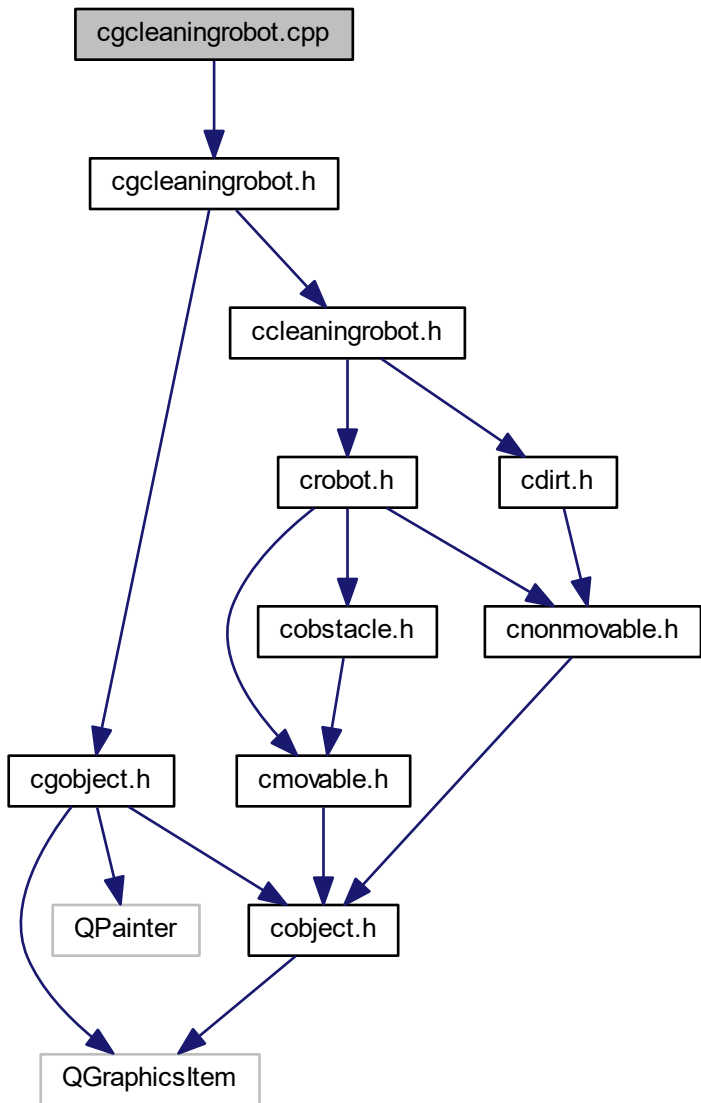 cgcleaningrobot.cpp
cgcleaningrobot.h
ccleaningrobot.h
crobot.h
cdirt.h
cobstacle.h
cnonmovable.h
cgobject.h
cmovable.h
QPainter
cobject.h
QGraphicsItem